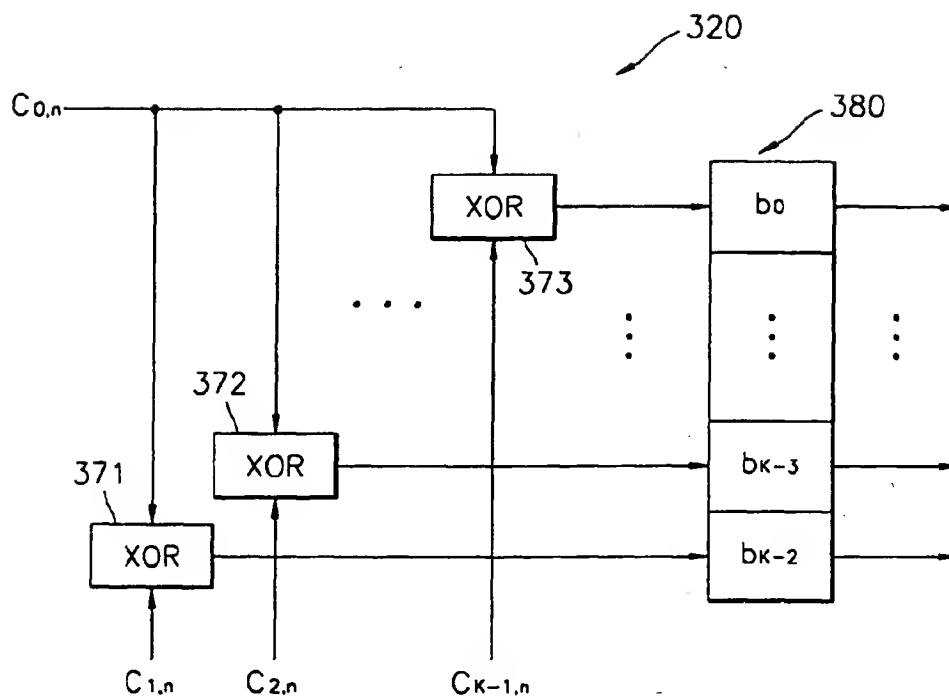 320
C0,n
380
XOR
b0
373
372
XOR
bK-3
371
XOR
bK-2
C1,n
C2,n
CK-1,n